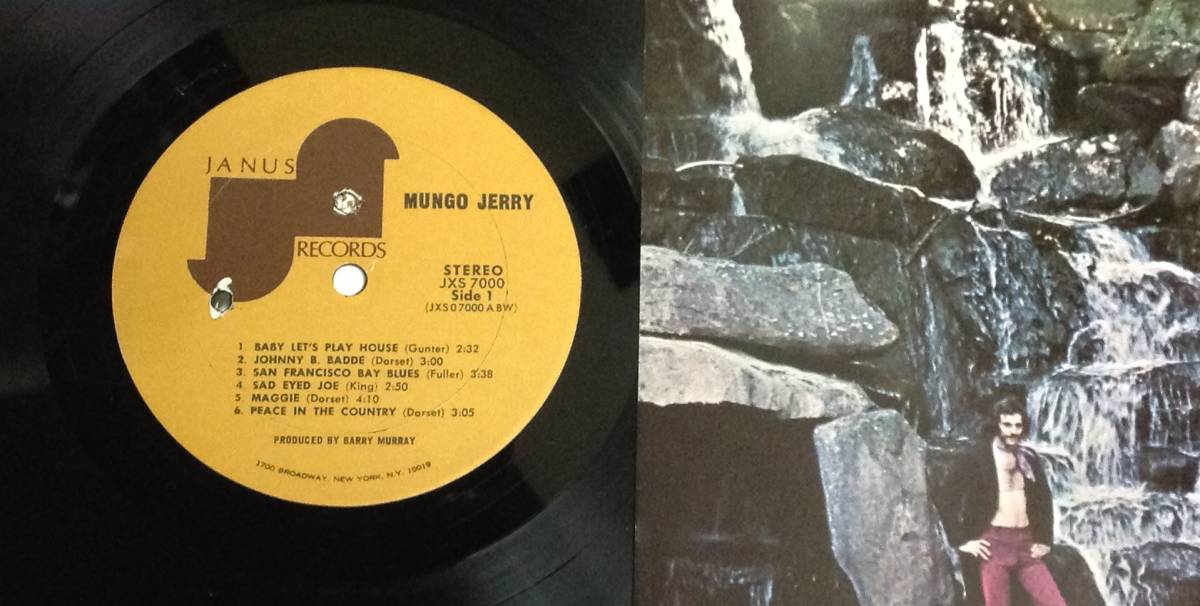 JANUS
RECORDS
MUNGO JERRY
STEREO
JXS 7000
Side 1
(JXS 0 7000 A BW)
1. BABY LET'S PLAY HOUSE (Gunter) 2:32
2. JOHNNY B. BADDE (Dorset) 3:00
3. SAN FRANCISCO BAY BLUES (Fuller) 3:38
4. SAD EYED JOE (King) 2:50
5 MAGGIE (Dorset) 4:10
6. PEACE IN THE COUNTRY (Dorset) 3:05
PRODUCED BY BARRY MURRAY
1700 BROADWAY, NEW YORK, N.Y. 10019